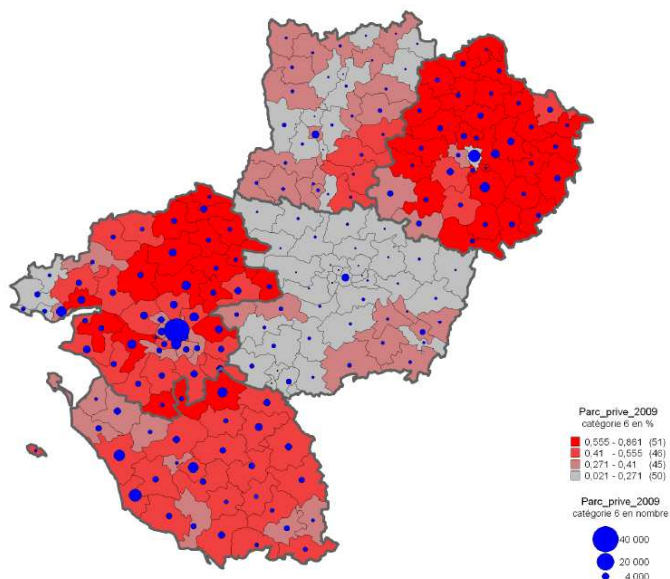 Parc_prive_2009
catégorie 6 en %
0,555 - 0,861 (51)
0,41 - 0,555 (46)
0,271 - 0,41 (45)
0,021 - 0,271 (50)
Parc_prive_2009
catégorie 6 en nombre
40 000
20 000
4 000